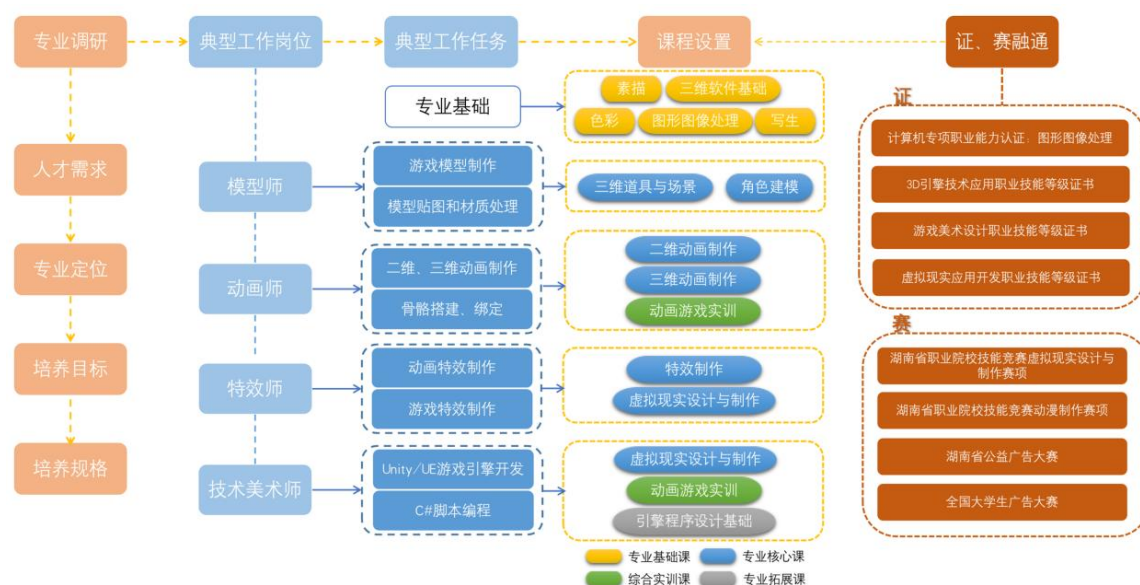 专业调研
典型工作岗位
典型工作任务
课程设置
证、赛融通
人才需求
专业定位
培养目标
培养规格
模型师
动画师
特效师
技术美术师
专业基础
游戏模型制作
模型贴图和材质处理
二维、三维动画制作
骨骼搭建、绑定
动画特效制作
游戏特效制作
Unity/UE游戏引擎开发
C#脚本编程
素描
三维软件基础
色彩
图形图像处理
写生
三维道具与场景
角色建模
二维动画制作
三维动画制作
动画游戏实训
特效制作
虚拟现实设计与制作
虚拟现实设计与制作
动画游戏实训
引擎程序设计基础
专业基础课
专业核心课
综合实训课
专业拓展课
证
计算机专项职业能力认证：图形图像处理
3D引擎技术应用职业技能等级证书
游戏美术设计职业技能等级证书
虚拟现实应用开发职业技能等级证书
赛
湖南省职业院校技能竞赛虚拟现实设计与
制作赛项
湖南省职业院校技能竞赛动漫制作赛项
湖南省公益广告大赛
全国大学生广告大赛